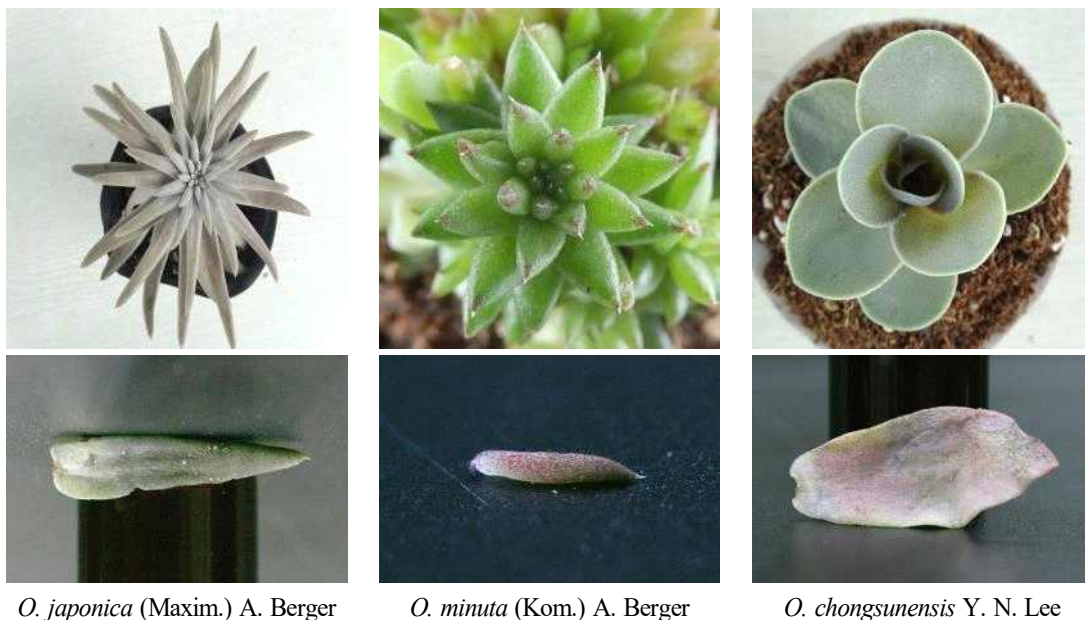 O. japonica (Maxim.) A. Berger
O. minuta (Kom.) A. Berger
O. chongsunensis Y. N. Lee